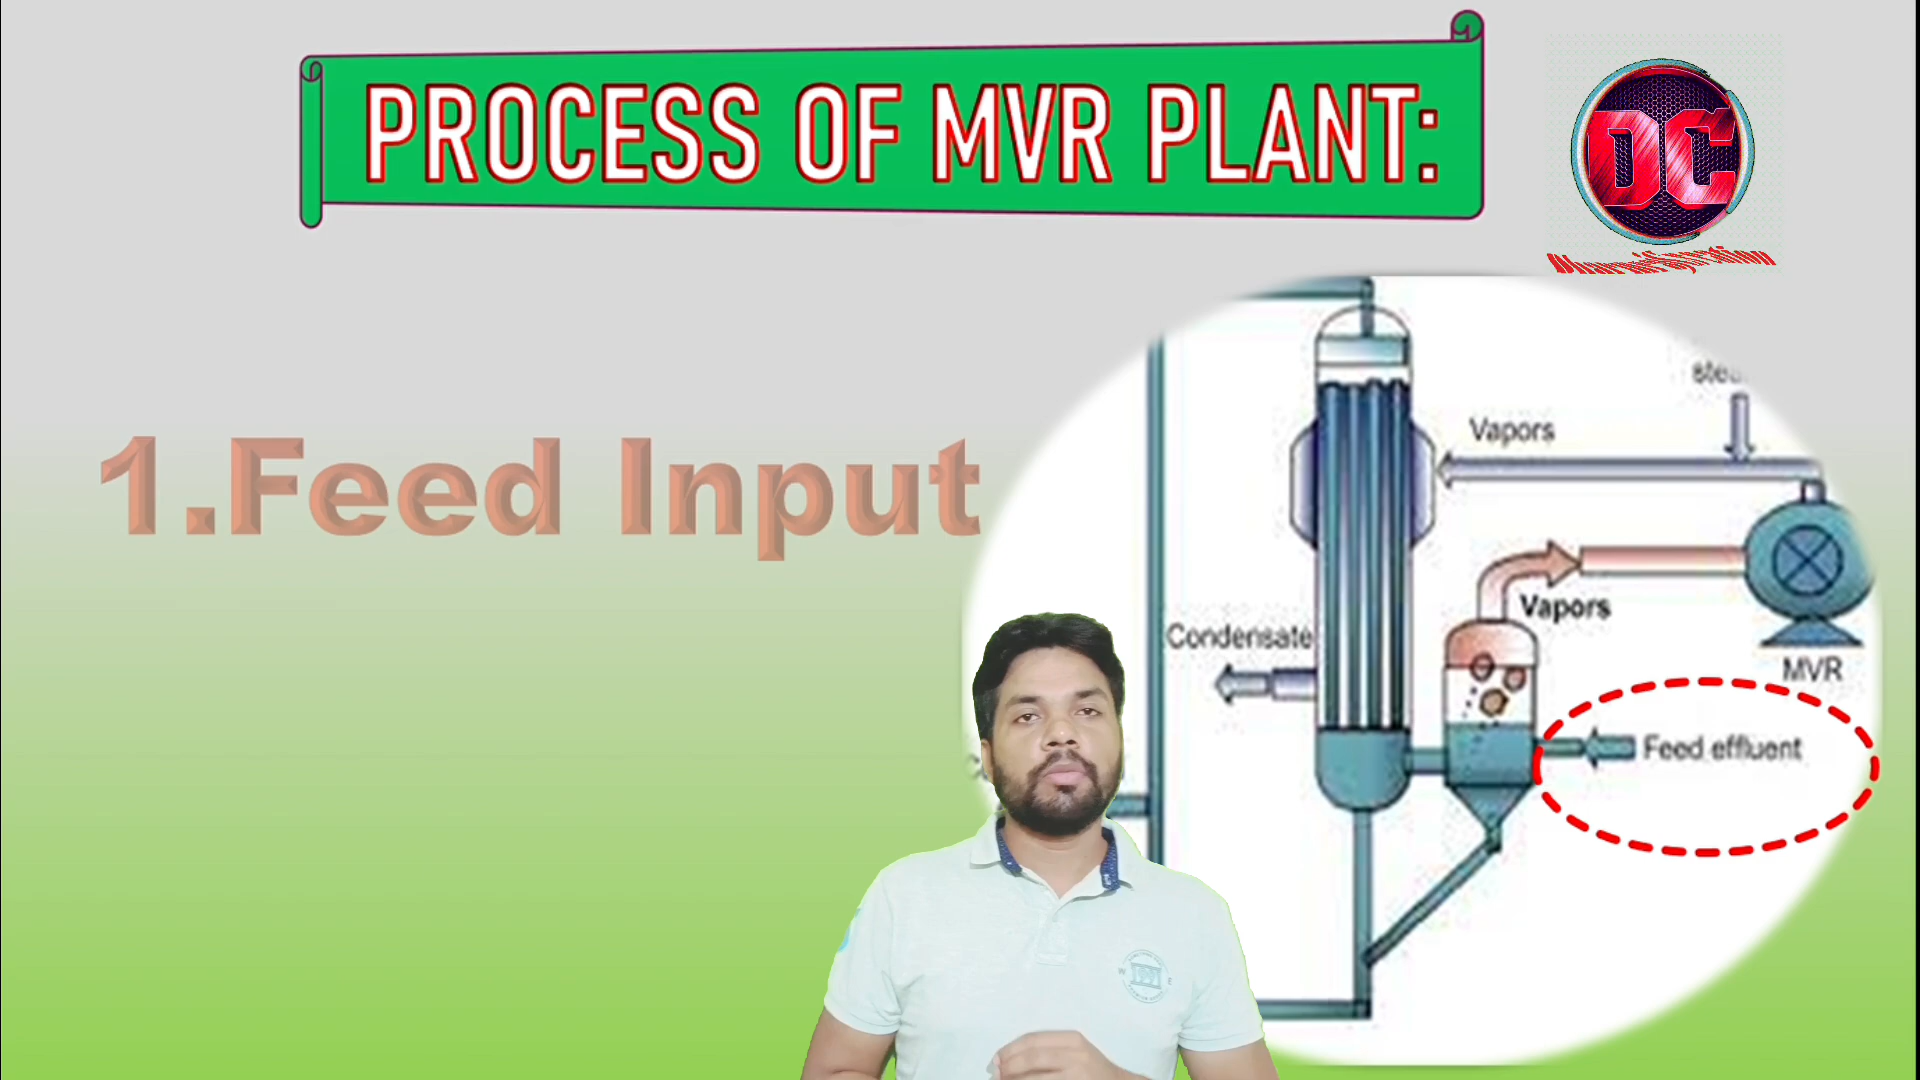 PROCESS OF MVR PLANT:
DC
1.Feed Input
Vapors
Vapors
Condensate
MVR
Feed effluent